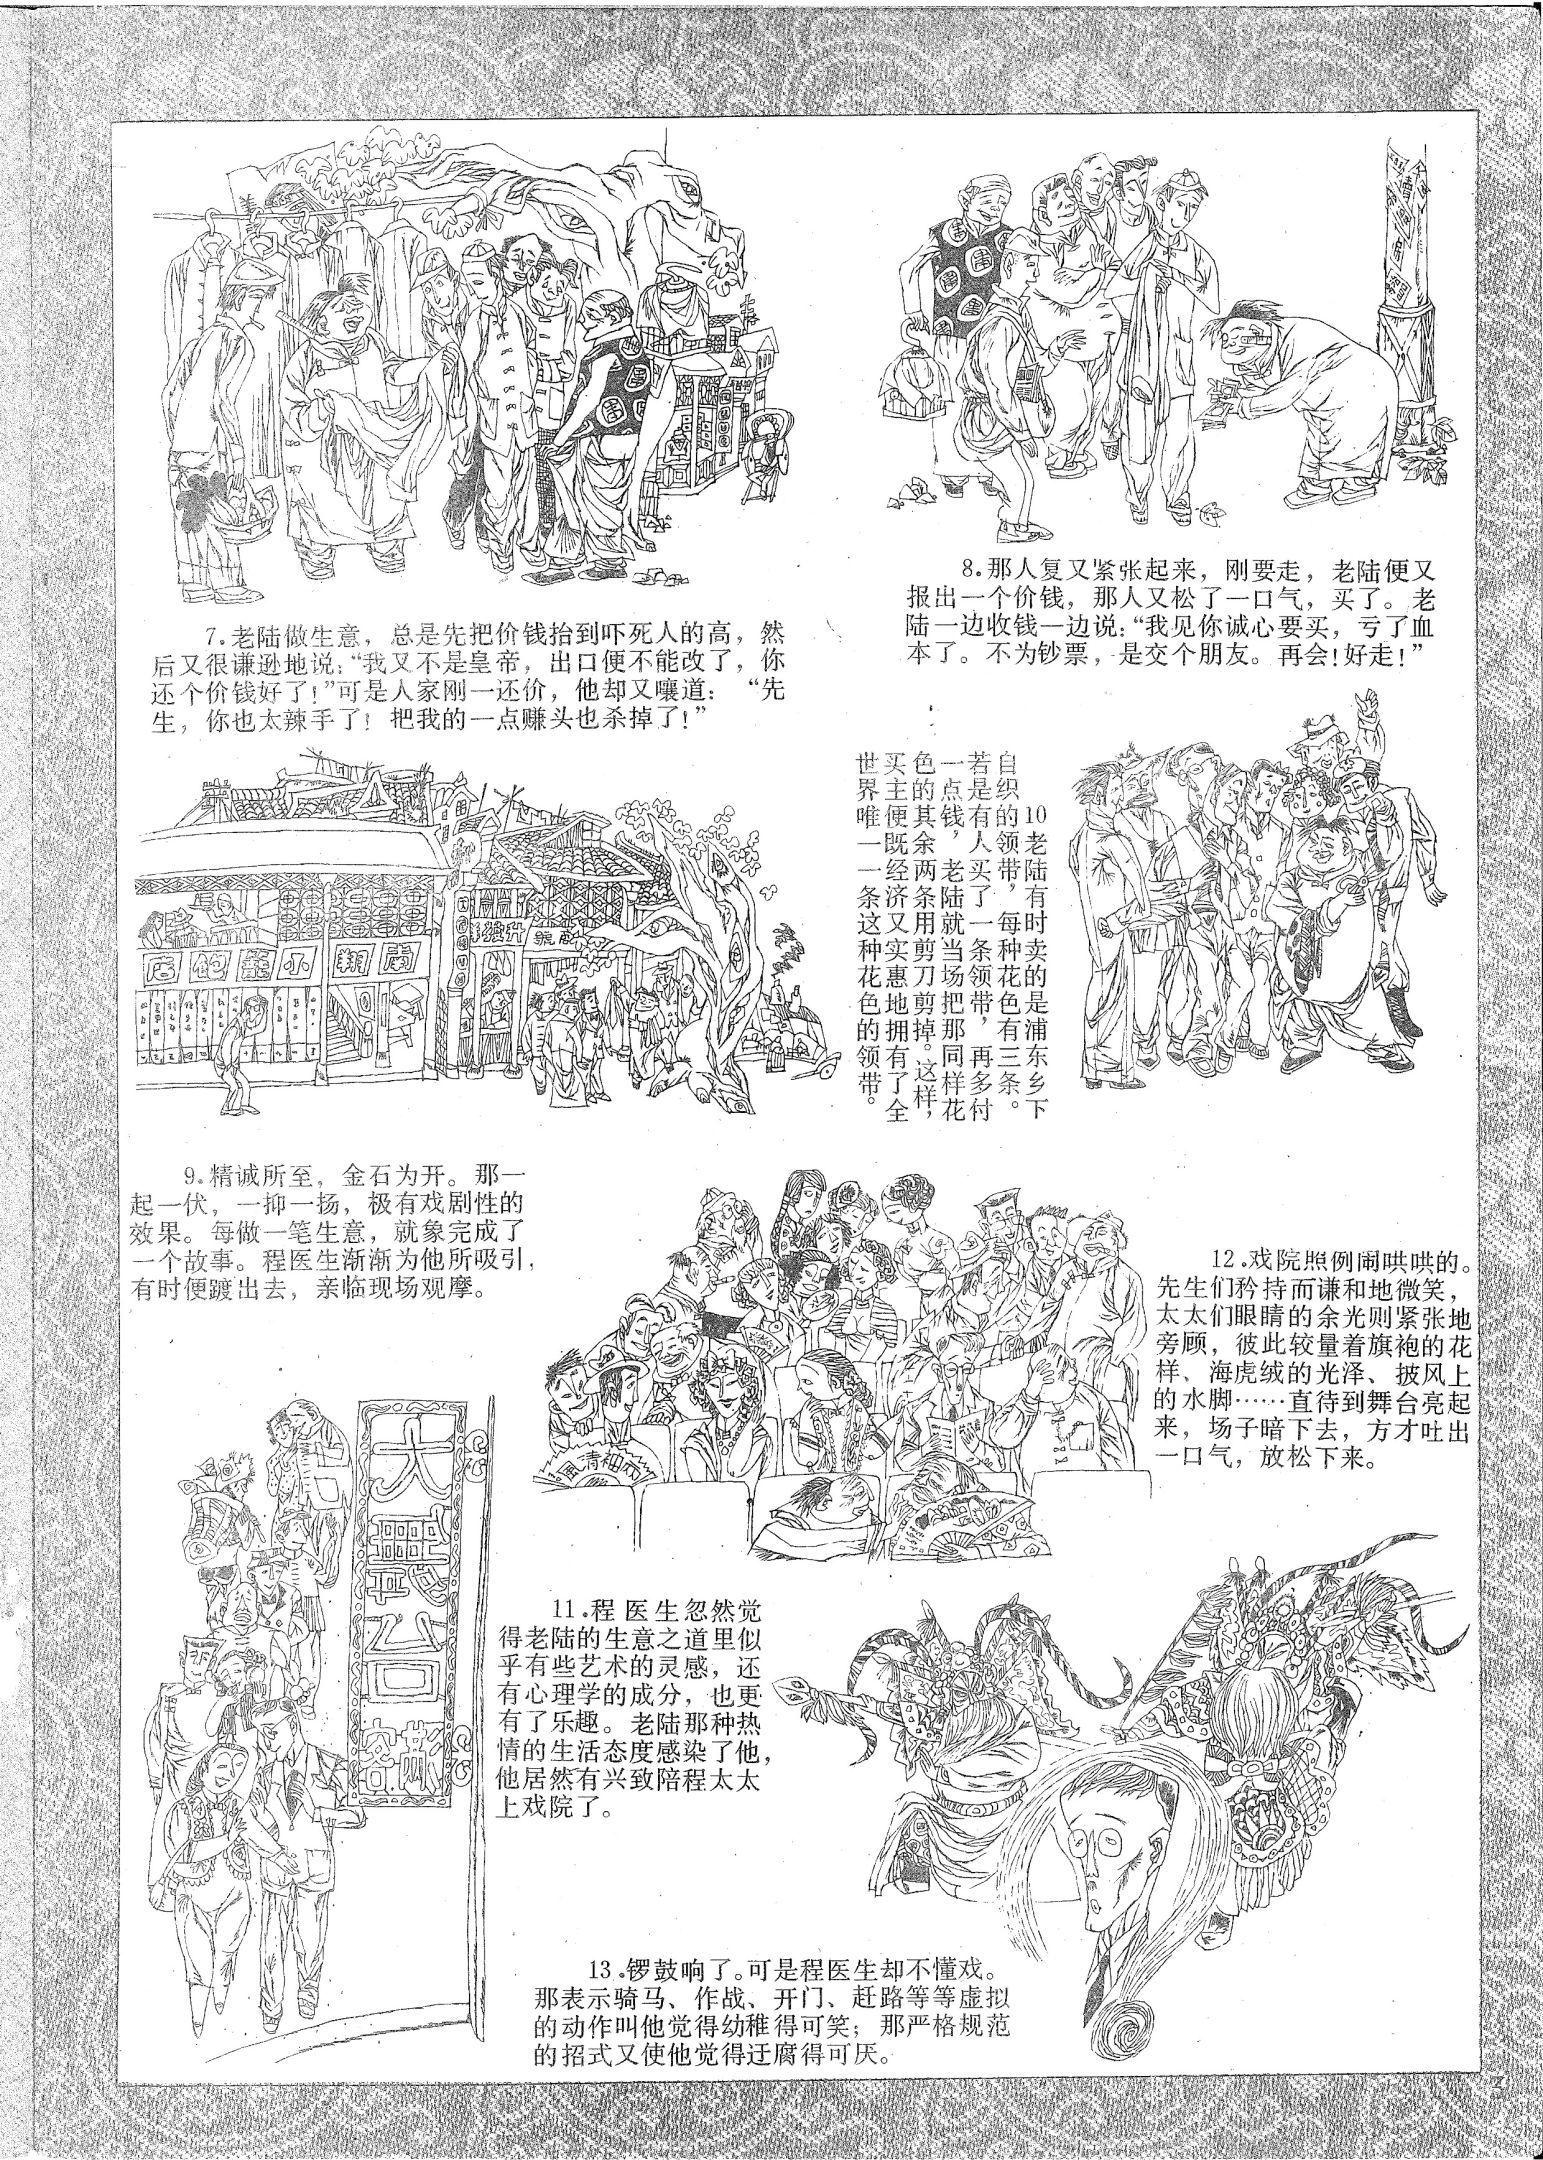 7.老陆做生意，总是先把价钱抬到吓死人的高，然
后又很谦逊地说：“我又不是皇帝，出口便不能改了，你
还个价钱好了！”可是人家刚一还价，他却又嚷道：“先
生，你也太辣手了！把我的一点赚头也杀掉了！”
8.那人复又紧张起来，刚要走，老陆便又
报出一个价钱，那人又松了一口气，买了。老
陆一边收钱一边说：“我见你诚心要买，亏了血
本了。不为钞票，是交个朋友。再会！好走！”
店飽籠小翔南
9.精诚所至，金石为开。那一
起一伏，一抑一扬，极有戏剧性的
效果。每做一笔生意，就象完成了
一个故事。程医生渐渐为他所吸引，
有时便踱出去，亲临现场观摩。
10老陆有时卖的是浦东乡下
自织的领带，每种花色有三条。
若是有人买了一条领带，再多付
一点钱，老陆就当场把那同样花
色的其余两条用剪刀剪掉。这样，
买主便既经济又实惠地拥有了全
世界唯一一条这种花色的领带。
大舞台
11.程医生忽然觉
得老陆的生意之道里似
乎有些艺术的灵感，还
有心理学的成分，也更
有了乐趣。老陆那种热
情的生活态度感染了他，
他居然有兴致陪程太太
上戏院了。
12.戏院照例闹哄哄的。
先生们矜持而谦和地微笑，
太太们眼睛的余光则紧张地
旁顾，彼此较量着旗袍的花
样、海虎绒的光泽、披风上
的水脚……直待到舞台亮起
来，场子暗下去，方才吐出
一口气，放松下来。
13.锣鼓响了。可是程医生却不懂戏。
那表示骑马、作战、开门、赶路等等虚拟
的动作叫他觉得幼稚得可笑；那严格规范
的招式又使他觉得迂腐得可厌。
7